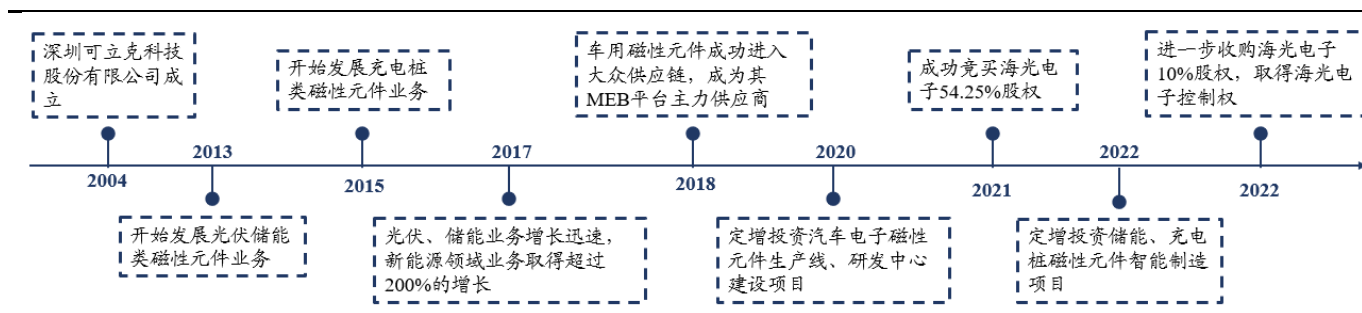 深圳可立克科技
股份有限公司成
立
2004
2013
开始发展光伏储能
类磁性元件业务
开始发展充电桩
类磁性元件业务
2015
2017
光伏、储能业务增长迅速，
新能源领域业务取得超过
200%的增长
车用磁性元件成功进入
大众供应链，成为其
MEB平台主力供应商
2018
2020
定增投资汽车电子磁性
元件生产线、研发中心
建设项目
成功竞买海光电
子54.25%股权
2021
2022
定增投资储能、充电
桩磁性元件智能制造
项目
进一步收购海光电子
10%股权，取得海光电
子控制权
2022